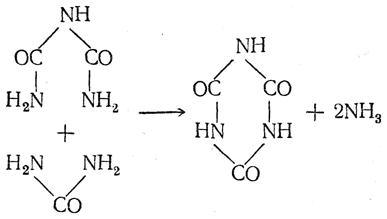 NH
OC CO
H₂N NH₂
+
H₂N NH₂
CO
NH
OC CO
HN NH
CO
+ 2NH₃